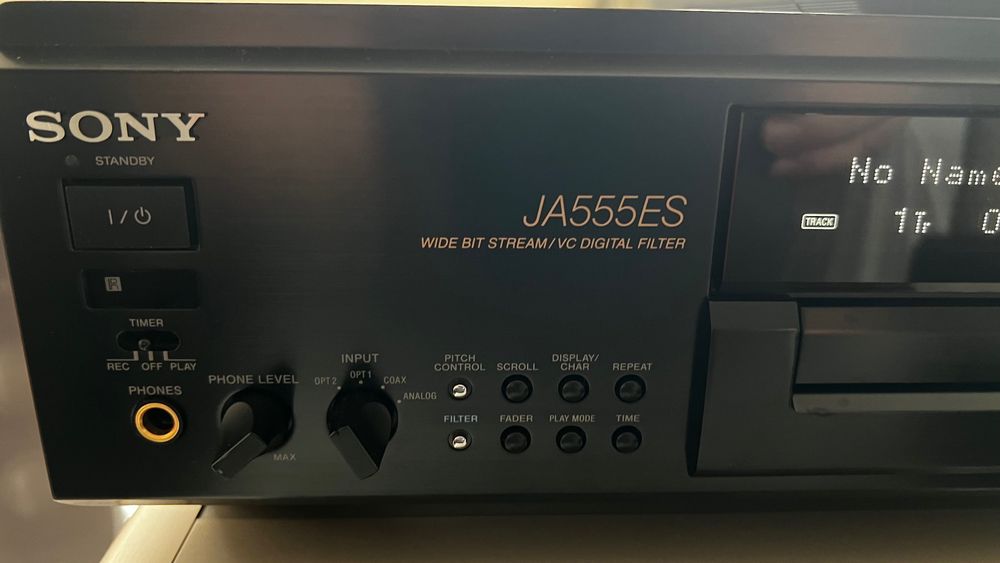 SONY
STANDBY
I/⏻
JA555ES
WIDE BIT STREAM/VC DIGITAL FILTER
No Name
TRACK 1Tr 0
R
TIMER
REC OFF PLAY
PHONES
PHONE LEVEL
MAX
INPUT
OPT2 OPT1 COAX
ANALOG
PITCH
CONTROL
SCROLL
DISPLAY/
CHAR
REPEAT
FILTER
FADER
PLAY MODE
TIME